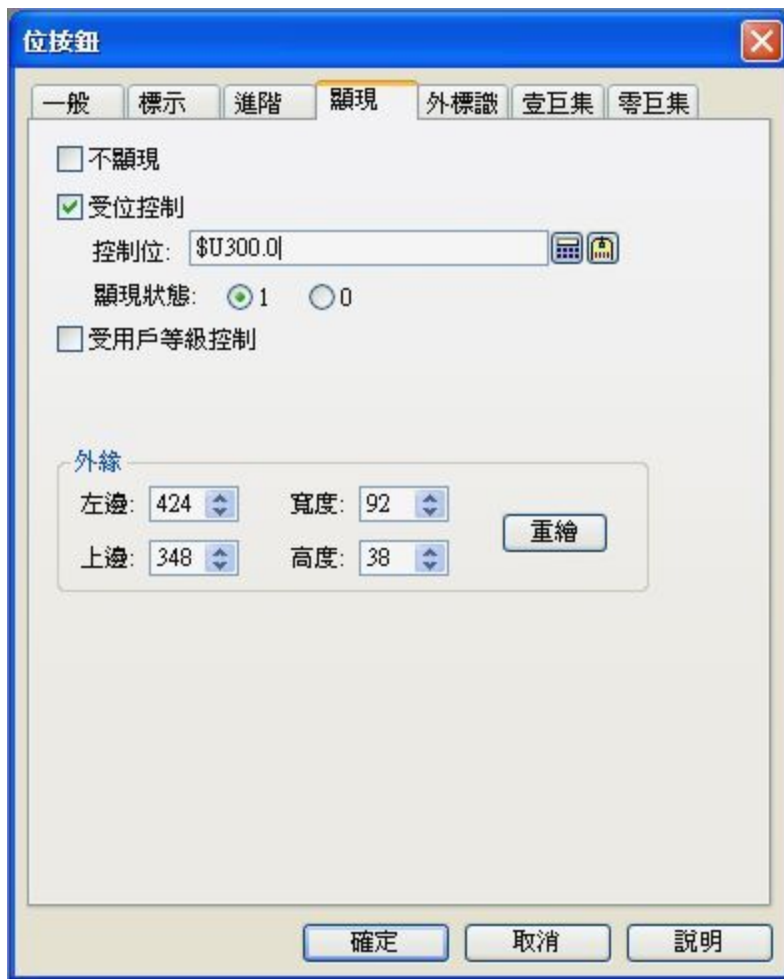 位按鈕
一般 標示 進階 顯現 外標識 壹巨集 零巨集
不顯現
受位控制
控制位: $U300.0
顯現狀態: 1 0
受用戶等級控制
外緣
左邊: 424 寬度: 92
重繪
上邊: 348 高度: 38
確定 取消 說明